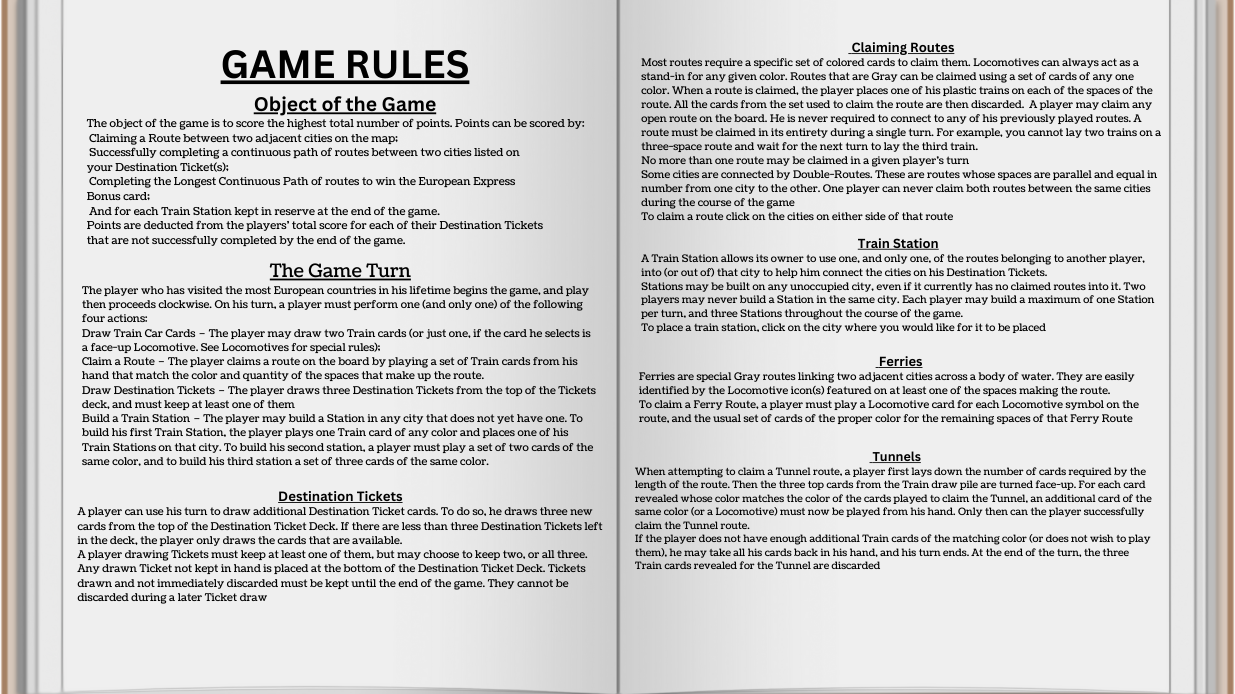 GAME RULES
Object of the Game
The object of the game is to score the highest total number of points. Points can be scored by:
Claiming a Route between two adjacent cities on the map;
Successfully completing a continuous path of routes between two cities listed on
your Destination Ticket(s);
Completing the Longest Continuous Path of routes to win the European Express
Bonus card;
And for each Train Station kept in reserve at the end of the game.
Points are deducted from the players' total score for each of their Destination Tickets
that are not successfully completed by the end of the game.
The Game Turn
The player who has visited the most European countries in his lifetime begins the game, and play
then proceeds clockwise. On his turn, a player must perform one (and only one) of the following
four actions:
Draw Train Car Cards – The player may draw two Train cards (or just one, if the card he selects is
a face-up Locomotive. See Locomotives for special rules);
Claim a Route – The player claims a route on the board by playing a set of Train cards from his
hand that match the color and quantity of the spaces that make up the route.
Draw Destination Tickets – The player draws three Destination Tickets from the top of the Tickets
deck, and must keep at least one of them
Build a Train Station – The player may build a Station in any city that does not yet have one. To
build his first Train Station, the player plays one Train card of any color and places one of his
Train Stations on that city. To build his second station, a player must play a set of two cards of the
same color, and to build his third station a set of three cards of the same color.
Destination Tickets
A player can use his turn to draw additional Destination Ticket cards. To do so, he draws three new
cards from the top of the Destination Ticket Deck. If there are less than three Destination Tickets left
in the deck, the player only draws the cards that are available.
A player drawing Tickets must keep at least one of them, but may choose to keep two, or all three.
Any drawn Ticket not kept in hand is placed at the bottom of the Destination Ticket Deck. Tickets
drawn and not immediately discarded must be kept until the end of the game. They cannot be
discarded during a later Ticket draw
Claiming Routes
Most routes require a specific set of colored cards to claim them. Locomotives can always act as a
stand-in for any given color. Routes that are Gray can be claimed using a set of cards of any one
color. When a route is claimed, the player places one of his plastic trains on each of the spaces of the
route. All the cards from the set used to claim the route are then discarded. A player may claim any
open route on the board. He is never required to connect to any of his previously played routes. A
route must be claimed in its entirety during a single turn. For example, you cannot lay two trains on a
three-space route and wait for the next turn to lay the third train.
No more than one route may be claimed in a given player's turn
Some cities are connected by Double-Routes. These are routes whose spaces are parallel and equal in
number from one city to the other. One player can never claim both routes between the same cities
during the course of the game
To claim a route click on the cities on either side of that route
Train Station
A Train Station allows its owner to use one, and only one, of the routes belonging to another player,
into (or out of) that city to help him connect the cities on his Destination Tickets.
Stations may be built on any unoccupied city, even if it currently has no claimed routes into it. Two
players may never build a Station in the same city. Each player may build a maximum of one Station
per turn, and three Stations throughout the course of the game.
To place a train station, click on the city where you would like for it to be placed
Ferries
Ferries are special Gray routes linking two adjacent cities across a body of water. They are easily
identified by the Locomotive icon(s) featured on at least one of the spaces making the route.
To claim a Ferry Route, a player must play a Locomotive card for each Locomotive symbol on the
route, and the usual set of cards of the proper color for the remaining spaces of that Ferry Route
Tunnels
When attempting to claim a Tunnel route, a player first lays down the number of cards required by the
length of the route. Then the three top cards from the Train draw pile are turned face-up. For each card
revealed whose color matches the color of the cards played to claim the Tunnel, an additional card of the
same color (or a Locomotive) must now be played from his hand. Only then can the player successfully
claim the Tunnel route.
If the player does not have enough additional Train cards of the matching color (or does not wish to play
them), he may take all his cards back in his hand, and his turn ends. At the end of the turn, the three
Train cards revealed for the Tunnel are discarded